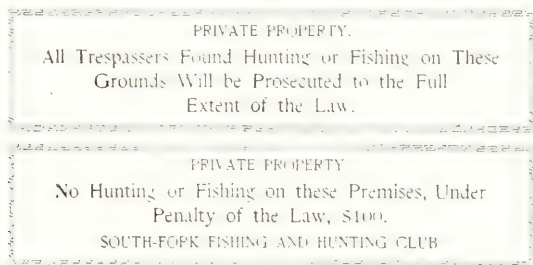 PRIVATE PROPERTY.
All Trespassers Found Hunting or Fishing on These
Grounds Will be Prosecuted to the Full
Extent of the Law.
PRIVATE PROPERTY
No Hunting or Fishing on these Premises, Under
Penalty of the Law, $100.
SOUTH-FORK FISHING AND HUNTING CLUB